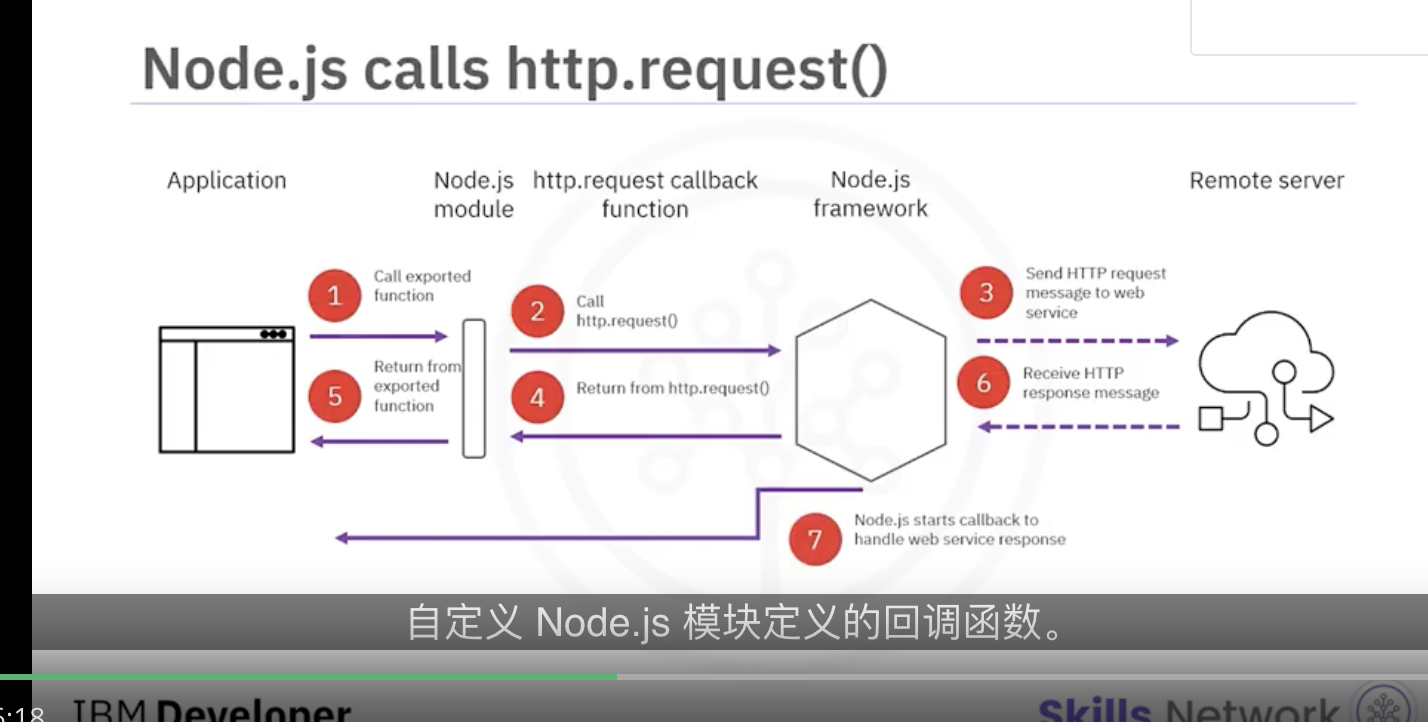 Node.js calls http.request()
Application
Node.js
module
http.request callback
function
Node.js
framework
Remote server
1
Call exported
function
2
Call
http.request()
3
Send HTTP request
message to web
service
5
Return from
exported
function
4
Return from http.request()
6
Receive HTTP
response message
7
Node.js starts callback to
handle web service response
自定义 Node.js 模块定义的回调函数。
:18
IBM Developer
Skills Network